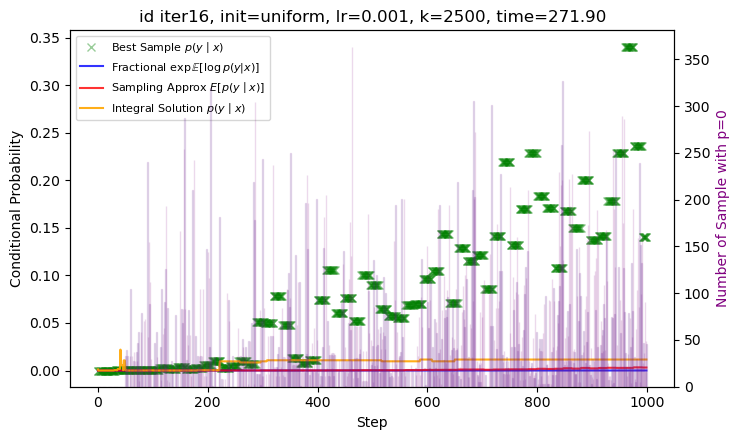 id iter16, init=uniform, lr=0.001, k=2500, time=271.90
Best Sample p(y | x)
Fractional exp𝔼[log p(y|x)]
Sampling Approx E[p(y | x)]
Integral Solution p(y | x)
Conditional Probability
0.35
0.30
0.25
0.20
0.15
0.10
0.05
0.00
0
200
400
600
800
1000
Step
350
300
250
200
150
100
50
0
Number of Sample with p=0